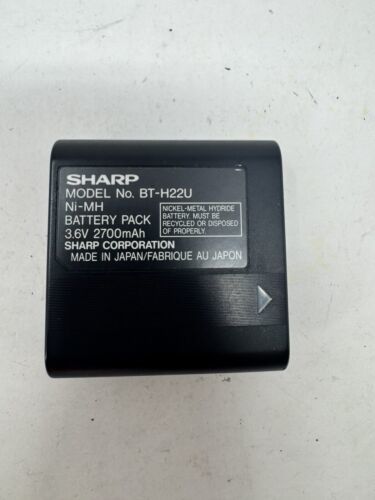 SHARP
MODEL No. BT-H22U
Ni-MH
BATTERY PACK
3.6V 2700mAh
SHARP CORPORATION
MADE IN JAPAN/FABRIQUE AU JAPON
NICKEL-METAL HYDRIDE
BATTERY. MUST BE
RECYCLED OR DISPOSED
OF PROPERLY.